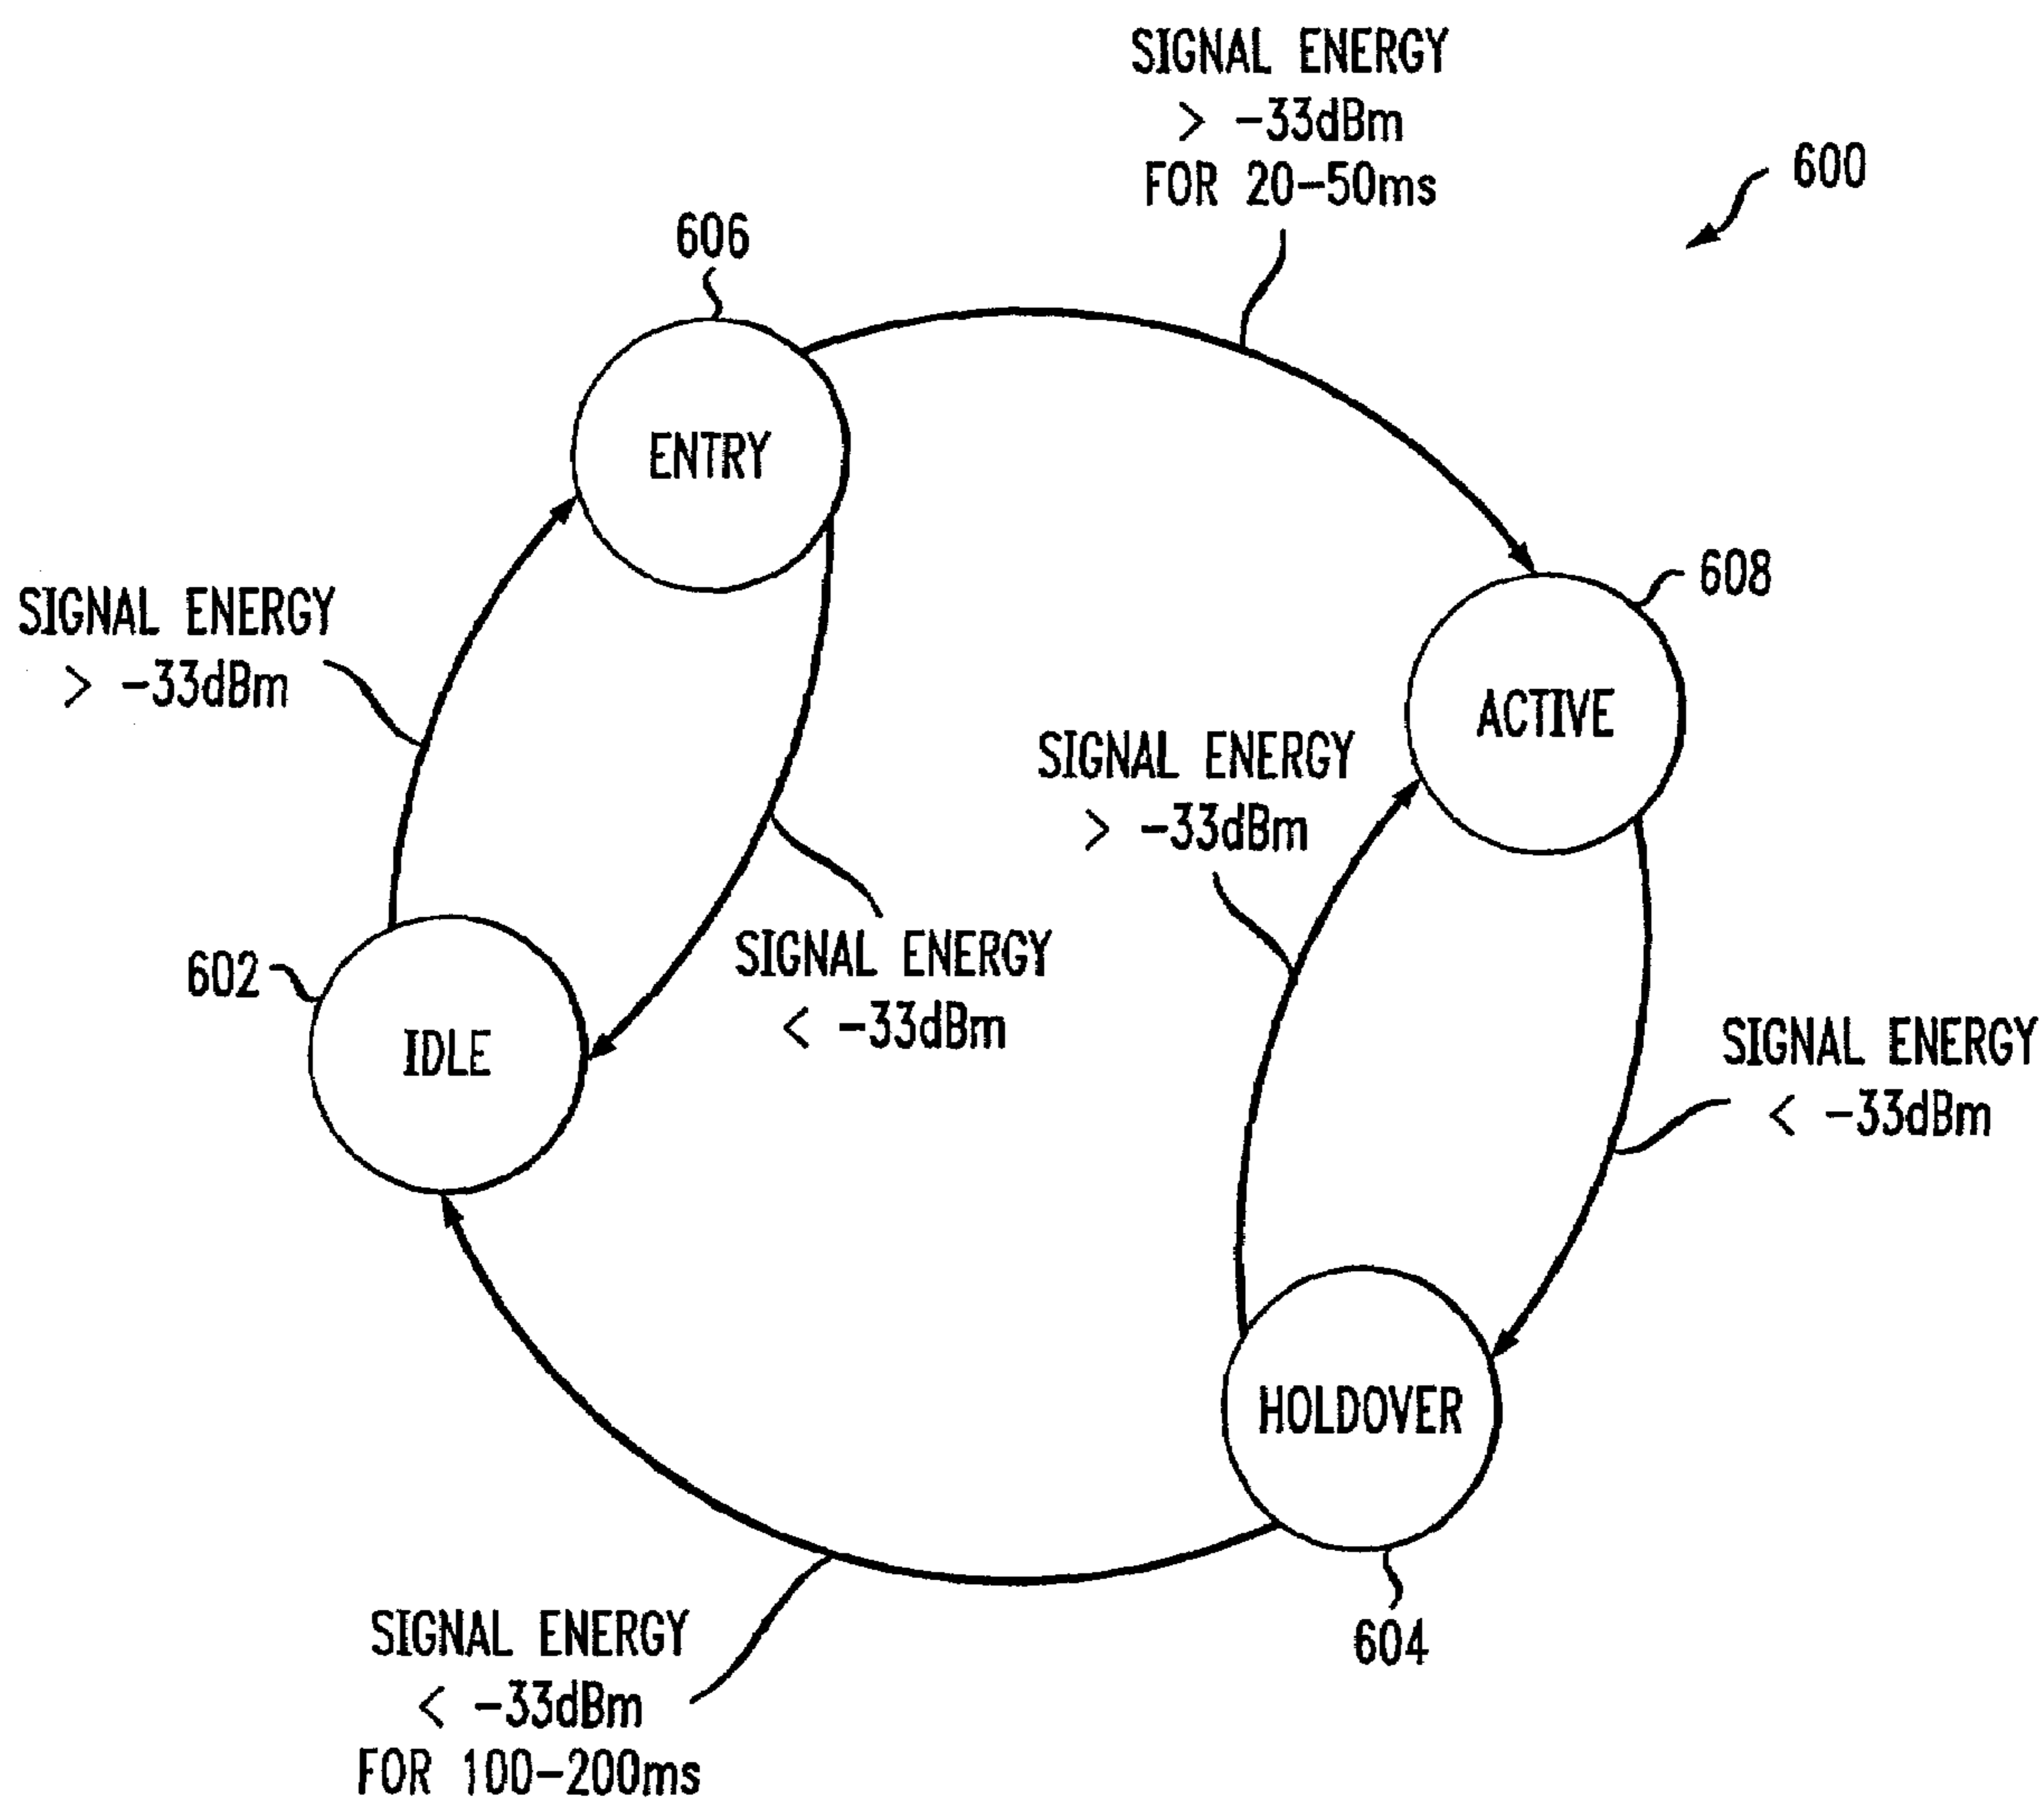 SIGNAL ENERGY
> -33dBm
FOR 20-50ms
600
606
ENTRY
608
SIGNAL ENERGY
> -33dBm
ACTIVE
SIGNAL ENERGY
> -33dBm
602
IDLE
SIGNAL ENERGY
< -33dBm
SIGNAL ENERGY
< -33dBm
HOLDOVER
604
SIGNAL ENERGY
< -33dBm
FOR 100-200ms